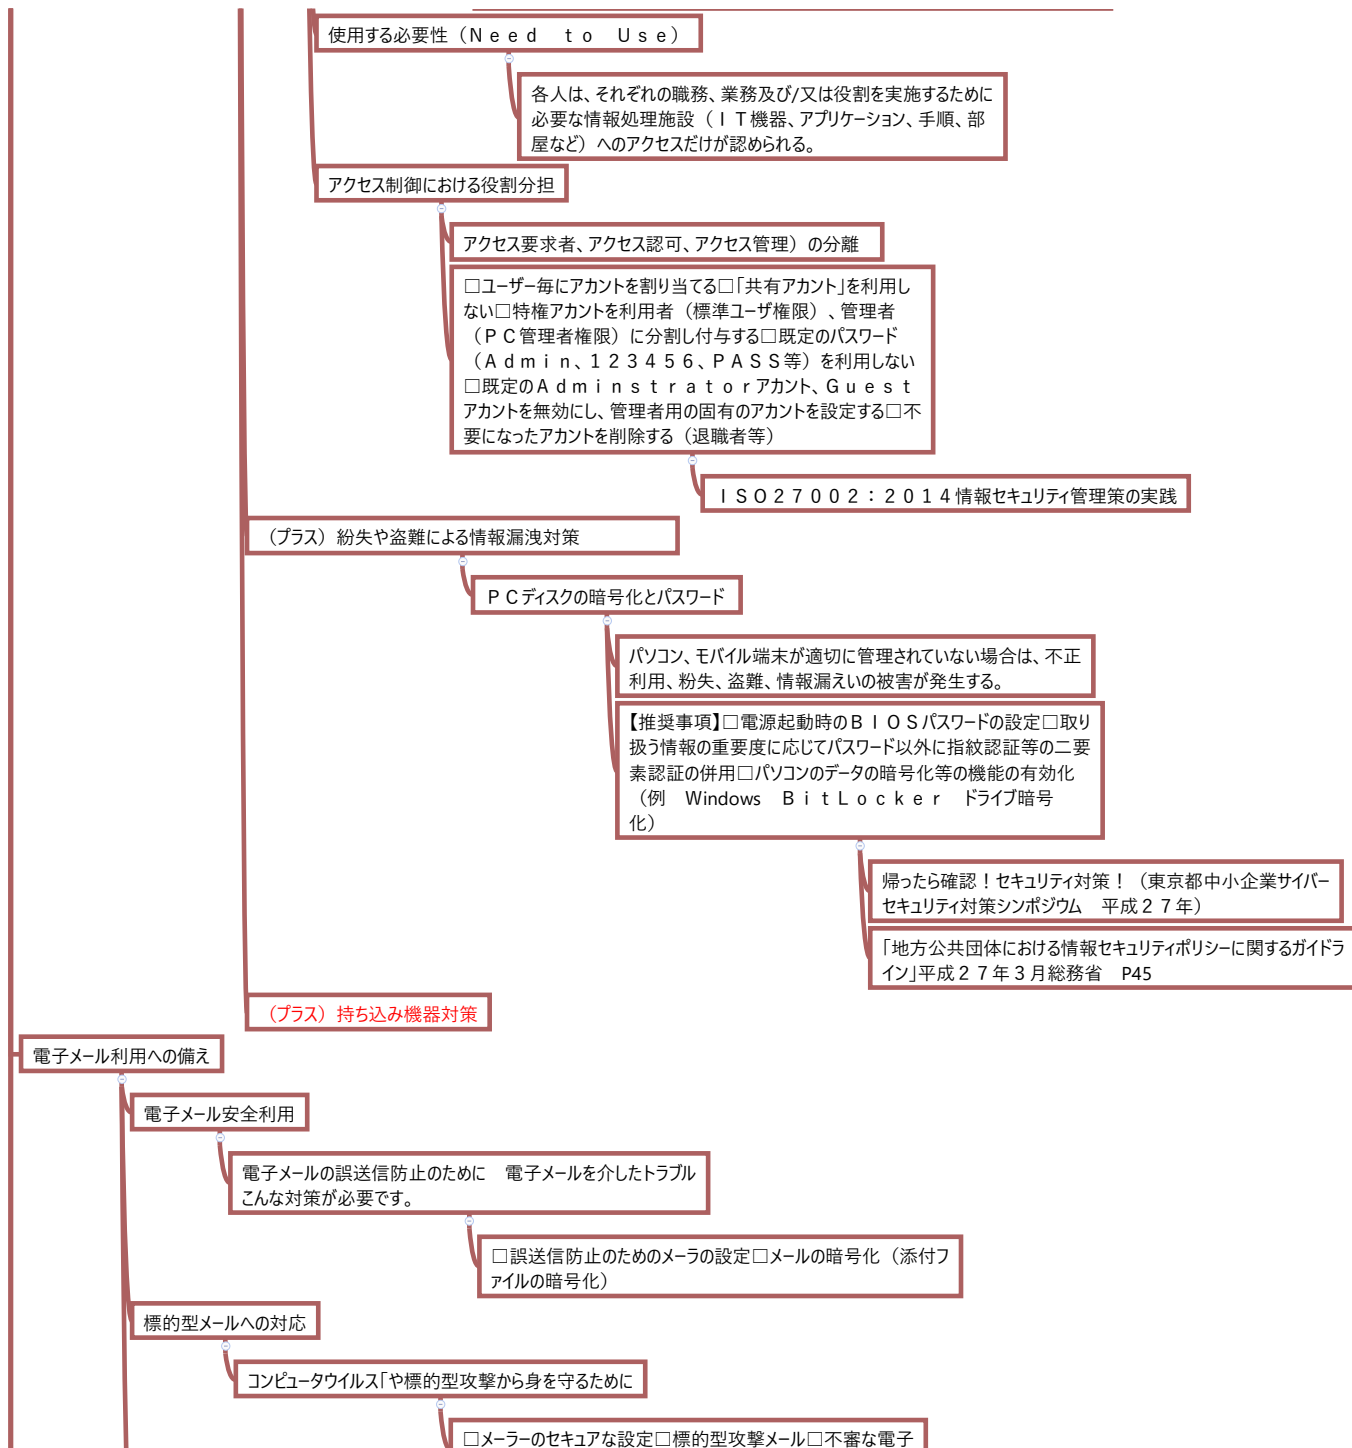 使用する必要性（Ｎｅｅｄ　ｔｏ　Ｕｓｅ）
各人は、それぞれの職務、業務及び/又は役割を実施するために
必要な情報処理施設（ＩＴ機器、アプリケーション、手順、部
屋など）へのアクセスだけが認められる。
アクセス制御における役割分担
アクセス要求者、アクセス認可、アクセス管理）の分離
□ユーザー毎にアカントを割り当てる□「共有アカント」を利用し
ない□特権アカントを利用者（標準ユーザ権限）、管理者
（ＰＣ管理者権限）に分割し付与する□既定のパスワード
（Ａｄｍｉｎ、１２３４５６、ＰＡＳＳ等）を利用しない
□既定のＡｄｍｉｎｓｔｒａｔｏｒアカント、Ｇｕｅｓｔ
アカントを無効にし、管理者用の固有のアカントを設定する□不
要になったアカントを削除する（退職者等）
ＩＳＯ２７００２：２０１４情報セキュリティ管理策の実践
（プラス）紛失や盗難による情報漏洩対策
ＰＣディスクの暗号化とパスワード
パソコン、モバイル端末が適切に管理されていない場合は、不正
利用、紛失、盗難、情報漏えいの被害が発生する。
【推奨事項】□電源起動時のＢＩＯＳパスワードの設定□取り
扱う情報の重要度に応じてパスワード以外に指紋認証等の二要
素認証の併用□パソコンのデータの暗号化等の機能の有効化
（例　Windows　ＢｉｔＬｏｃｋｅｒ　ドライブ暗号
化）
帰ったら確認！セキュリティ対策！（東京都中小企業サイバー
セキュリティ対策シンポジウム　平成２７年）
「地方公共団体における情報セキュリティポリシーに関するガイドラ
イン」平成２７年３月総務省　P45
（プラス）持ち込み機器対策
電子メール利用への備え
電子メール安全利用
電子メールの誤送信防止のために　電子メールを介したトラブル
こんな対策が必要です。
□誤送信防止のためのメーラの設定□メールの暗号化（添付フ
ァイルの暗号化）
標的型メールへの対応
コンピュータウイルス「や標的型攻撃から身を守るために
□メーラーのセキュアな設定□標的型攻撃メール□不審な電子